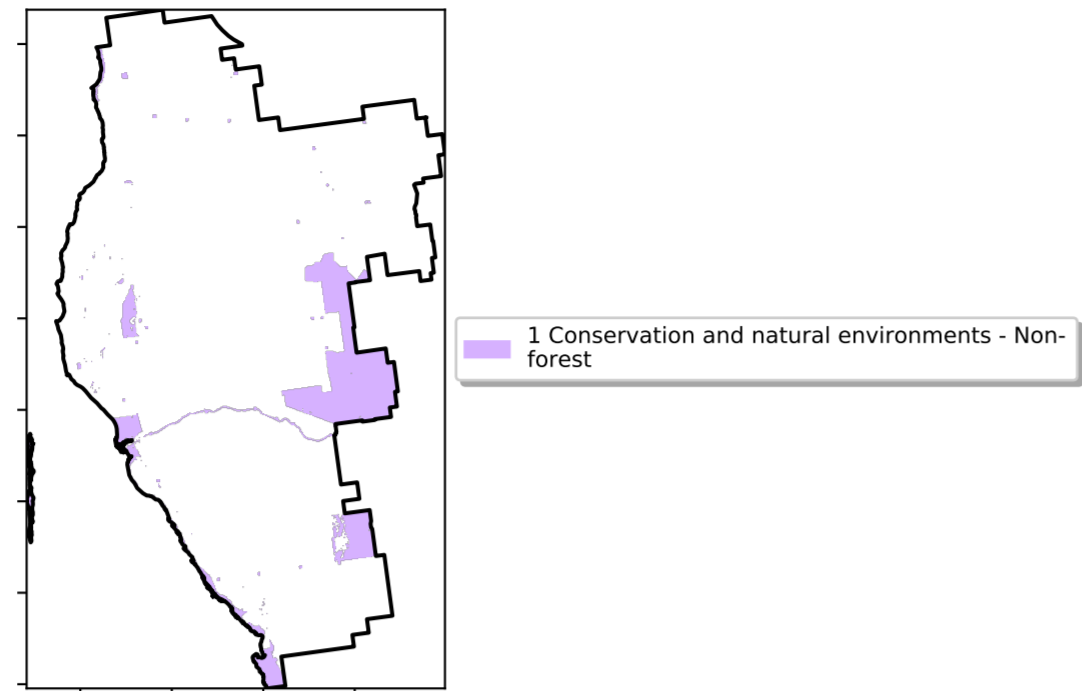 1 Conservation and natural environments - Non-
forest